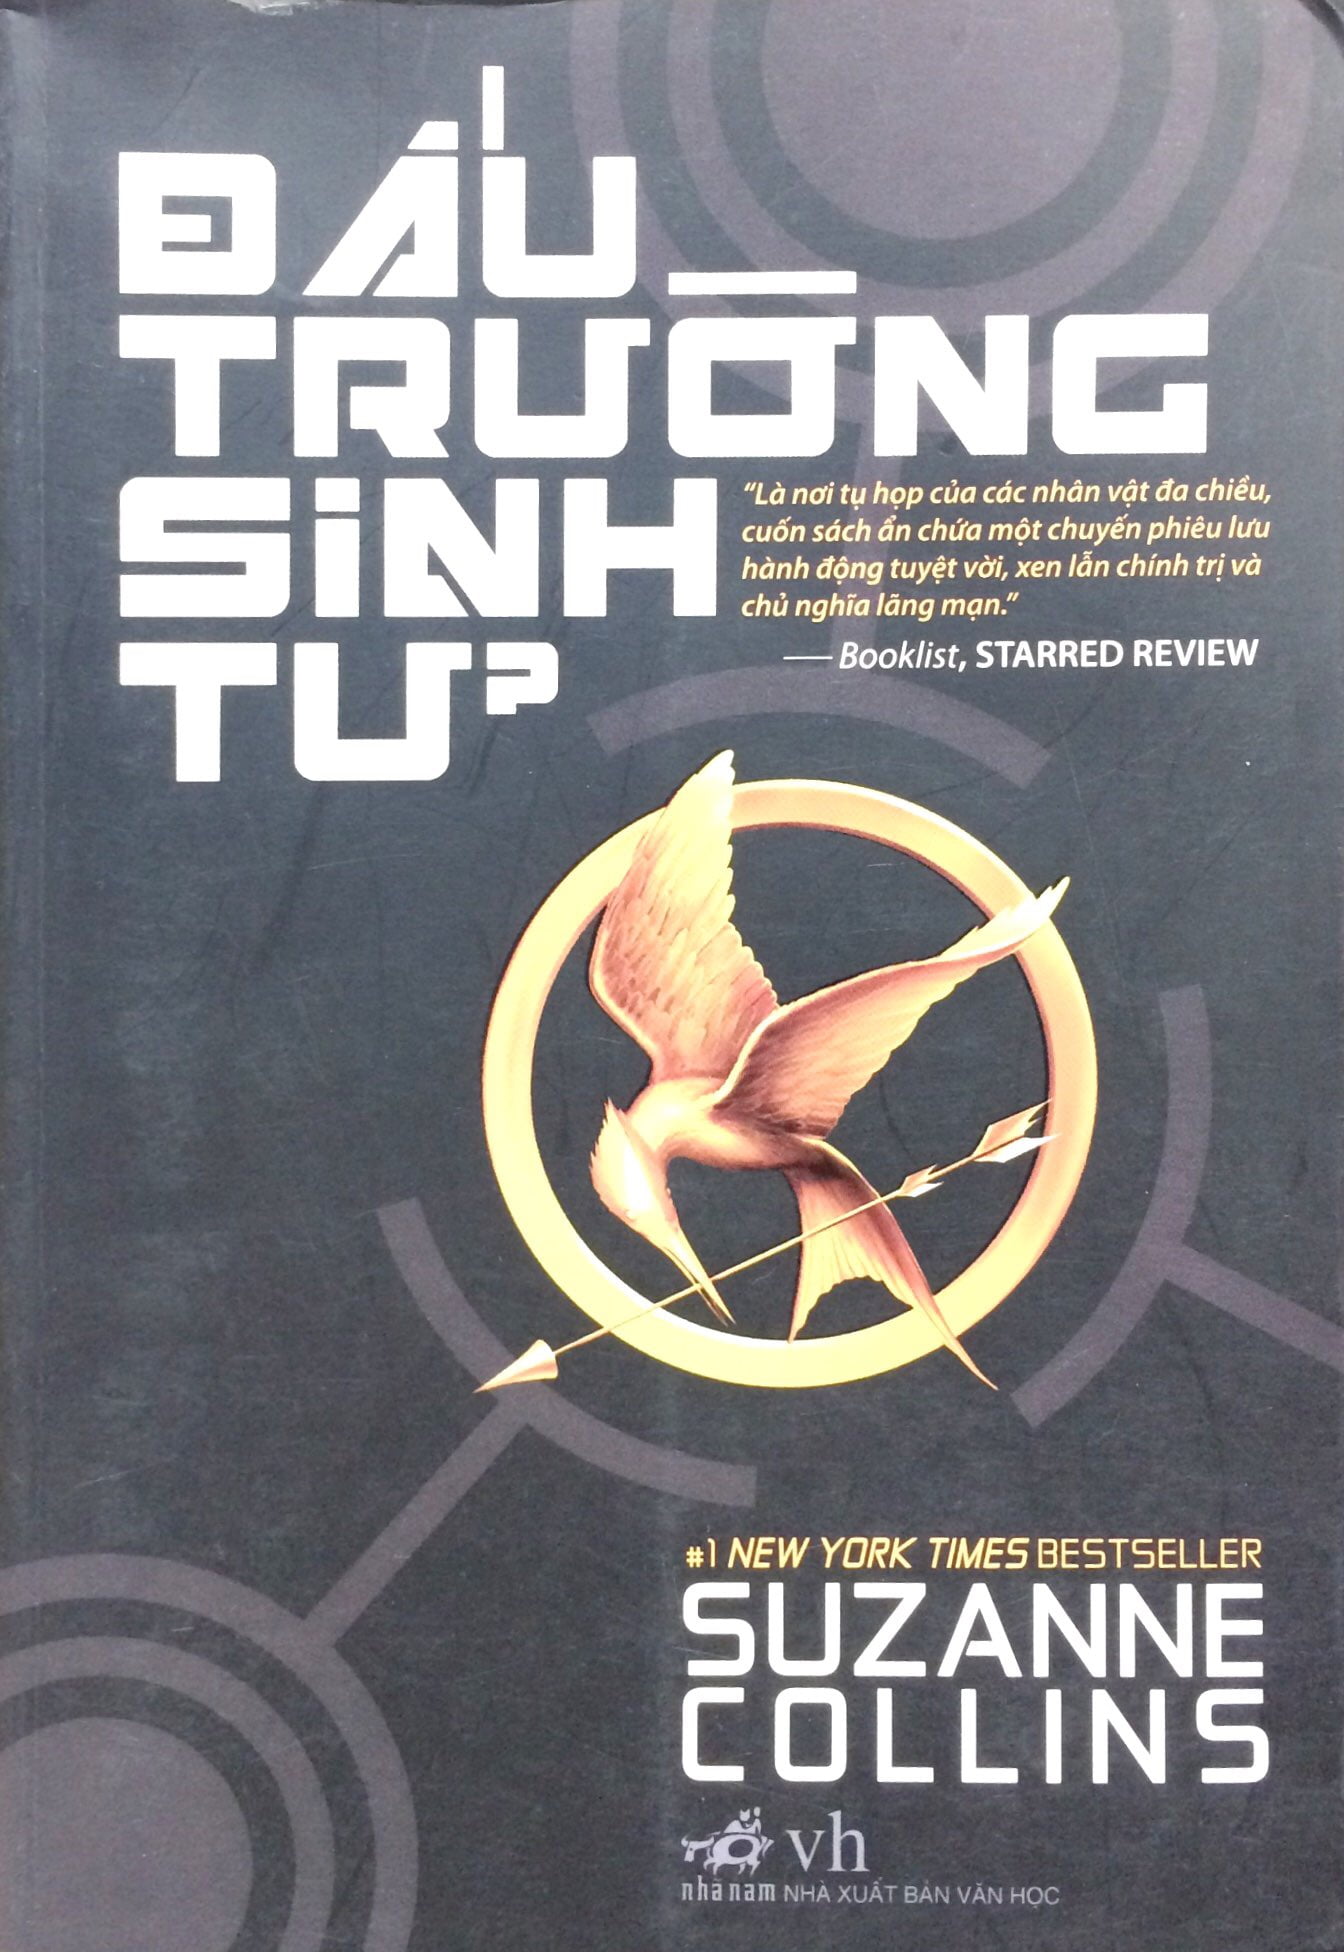 ĐẤU
TRƯỜNG
SINH
TỬ
“Là nơi tụ họp của các nhân vật đa chiều,
cuốn sách ẩn chứa một chuyến phiêu lưu
hành động tuyệt vời, xen lẫn chính trị và
chủ nghĩa lãng mạn.”
— Booklist, STARRED REVIEW
#1 NEW YORK TIMES BESTSELLER
SUZANNE
COLLINS
vh
nhã nam NHÀ XUẤT BẢN VĂN HỌC